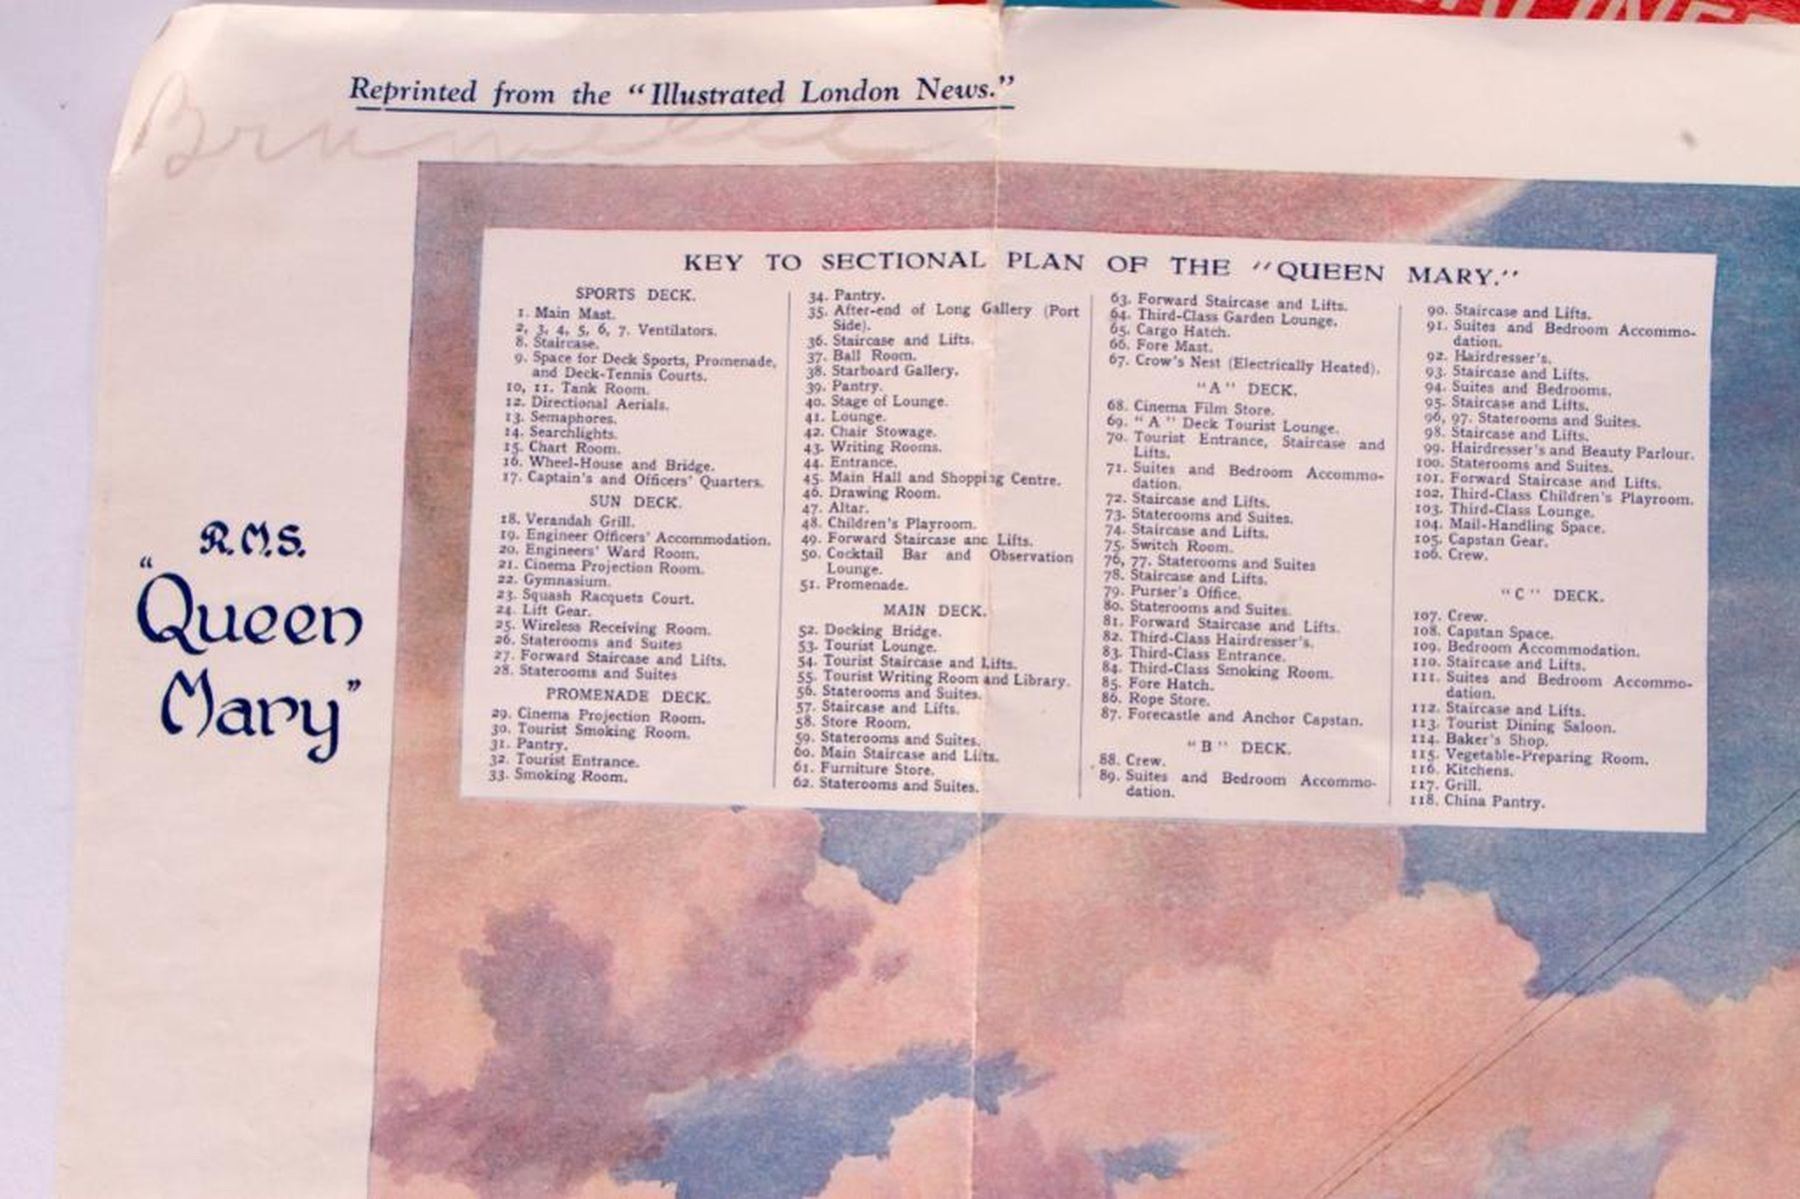 Reprinted from the "Illustrated London News."
R.M.S.
"Queen
Mary"
KEY TO SECTIONAL PLAN OF THE "QUEEN MARY."
SPORTS DECK.
1. Main Mast.
2, 3, 4, 5, 6, 7. Ventilators.
8. Staircase.
9. Space for Deck Sports, Promenade,
and Deck-Tennis Courts.
10, 11. Tank Room.
12. Directional Aerials.
13. Semaphores.
14. Searchlights.
15. Chart Room.
16. Wheel-House and Bridge.
17. Captain's and Officers' Quarters.
SUN DECK.
18. Verandah Grill.
19. Engineer Officers' Accommodation.
20. Engineers' Ward Room.
21. Cinema Projection Room.
22. Gymnasium.
23. Squash Racquets Court.
24. Lift Gear.
25. Wireless Receiving Room.
26. Staterooms and Suites
27. Forward Staircase and Lifts.
28. Staterooms and Suites
PROMENADE DECK.
29. Cinema Projection Room.
30. Tourist Smoking Room.
31. Pantry.
32. Tourist Entrance.
33. Smoking Room.
34. Pantry.
35. After-end of Long Gallery (Port
Side).
36. Staircase and Lifts.
37. Ball Room.
38. Starboard Gallery.
39. Pantry.
40. Stage of Lounge.
41. Lounge.
42. Chair Stowage.
43. Writing Rooms.
44. Entrance.
45. Main Hall and Shopping Centre.
46. Drawing Room.
47. Altar.
48. Children's Playroom.
49. Forward Staircase and Lifts.
50. Cocktail Bar and Observation
Lounge.
51. Promenade.
MAIN DECK.
52. Docking Bridge.
53. Tourist Lounge.
54. Tourist Staircase and Lifts.
55. Tourist Writing Room and Library.
56. Staterooms and Suites.
57. Staircase and Lifts.
58. Store Room.
59. Staterooms and Suites.
60. Main Staircase and Lifts.
61. Furniture Store.
62. Staterooms and Suites.
63. Forward Staircase and Lifts.
64. Third-Class Garden Lounge.
65. Cargo Hatch.
66. Fore Mast.
67. Crow's Nest (Electrically Heated).
"A" DECK.
68. Cinema Film Store.
69. "A" Deck Tourist Lounge.
70. Tourist Entrance, Staircase and
Lifts.
71. Suites and Bedroom Accommo-
dation.
72. Staircase and Lifts.
73. Staterooms and Suites.
74. Staircase and Lifts.
75. Switch Room.
76, 77. Staterooms and Suites
78. Staircase and Lifts.
79. Purser's Office.
80. Staterooms and Suites.
81. Forward Staircase and Lifts.
82. Third-Class Hairdresser's.
83. Third-Class Entrance.
84. Third-Class Smoking Room.
85. Fore Hatch.
86. Rope Store.
87. Forecastle and Anchor Capstan.
"B" DECK.
88. Crew.
89. Suites and Bedroom Accommo-
dation.
90. Staircase and Lifts.
91. Suites and Bedroom Accommo-
dation.
92. Hairdresser's.
93. Staircase and Lifts.
94. Suites and Bedrooms.
95. Staircase and Lifts.
96, 97. Staterooms and Suites.
98. Staircase and Lifts.
99. Hairdresser's and Beauty Parlour.
100. Staterooms and Suites.
101. Forward Staircase and Lifts.
102. Third-Class Children's Playroom.
103. Third-Class Lounge.
104. Mail-Handling Space.
105. Capstan Gear.
106. Crew.
"C" DECK.
107. Crew.
108. Capstan Space.
109. Bedroom Accommodation.
110. Staircase and Lifts.
111. Suites and Bedroom Accommo-
dation.
112. Staircase and Lifts.
113. Tourist Dining Saloon.
114. Baker's Shop.
115. Vegetable-Preparing Room.
116. Kitchens.
117. Grill.
118. China Pantry.